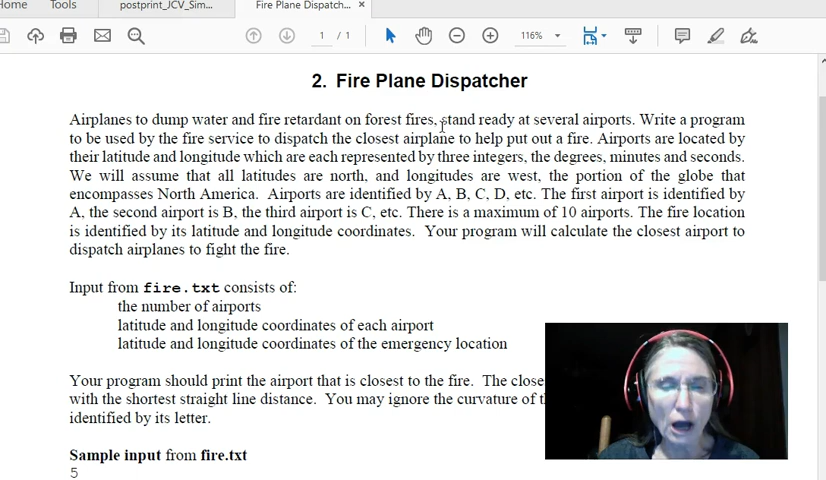 ome
Tools
postprint_JCV_Sim...
Fire Plane Dispatc...
1 / 1
116%
2. Fire Plane Dispatcher
Airplanes to dump water and fire retardant on forest fires, stand ready at several airports. Write a program
to be used by the fire service to dispatch the closest airplane to help put out a fire. Airports are located by
their latitude and longitude which are each represented by three integers, the degrees, minutes and seconds.
We will assume that all latitudes are north, and longitudes are west, the portion of the globe that
encompasses North America. Airports are identified by A, B, C, D, etc. The first airport is identified by
A, the second airport is B, the third airport is C, etc. There is a maximum of 10 airports. The fire location
is identified by its latitude and longitude coordinates. Your program will calculate the closest airport to
dispatch airplanes to fight the fire.
Input from fire.txt consists of:
the number of airports
latitude and longitude coordinates of each airport
latitude and longitude coordinates of the emergency location
Your program should print the airport that is closest to the fire. The close
with the shortest straight line distance. You may ignore the curvature of t
identified by its letter.
Sample input from fire.txt
5